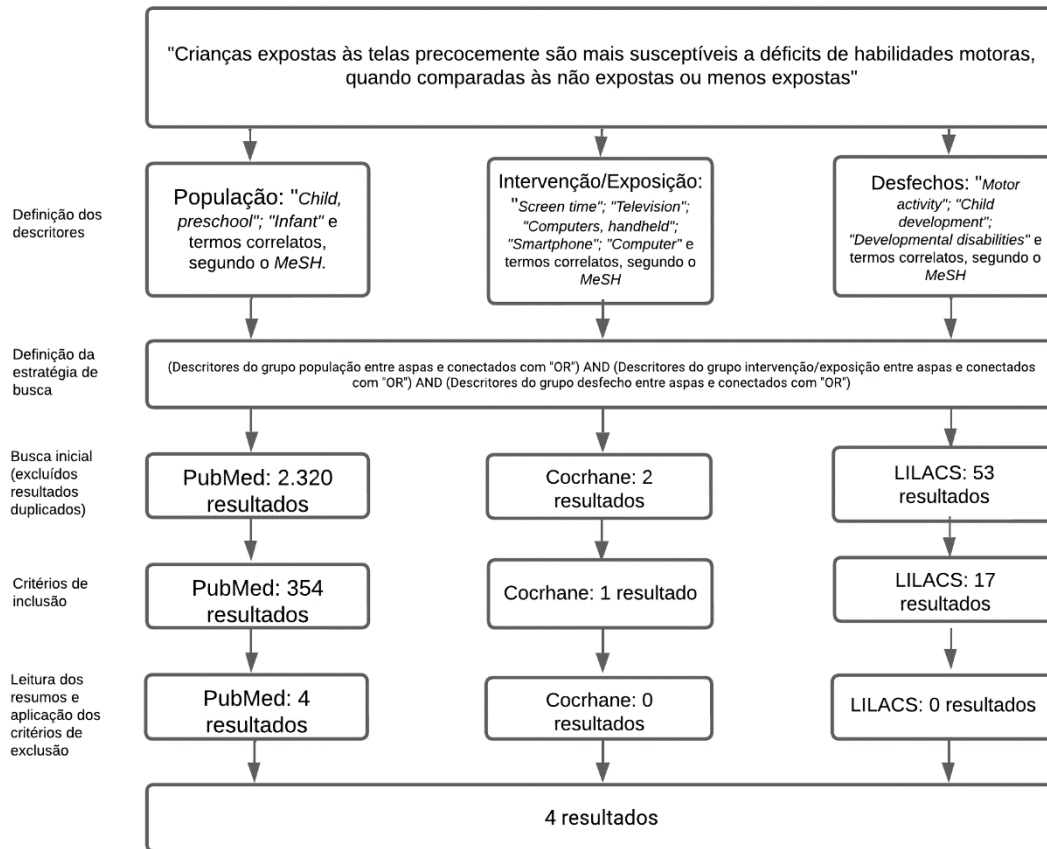 "Crianças expostas às telas precocemente são mais susceptíveis a déficits de habilidades motoras,
quando comparadas às não expostas ou menos expostas"
Definição dos
descritores
População: "Child,
preschool"; "Infant" e
termos correlatos,
segundo o MeSH.
Intervenção/Exposição:
"Screen time"; "Television";
"Computers, handheld";
"Smartphone"; "Computer" e
termos correlatos, segundo o
MeSH
Desfechos: "Motor
activity"; "Child
development";
"Developmental disabilities" e
termos correlatos, segundo o
MeSH
Definição da
estratégia de
busca
(Descritores do grupo população entre aspas e conectados com "OR") AND (Descritores do grupo intervenção/exposição entre aspas e conectados
com "OR") AND (Descritores do grupo desfecho entre aspas e conectados com "OR")
Busca inicial
(excluídos
resultados
duplicados)
PubMed: 2.320
resultados
Cocrhane: 2
resultados
LILACS: 53
resultados
Critérios de
inclusão
PubMed: 354
resultados
Cocrhane: 1 resultado
LILACS: 17
resultados
Leitura dos
resumos e
aplicação dos
critérios de
exclusão
PubMed: 4
resultados
Cocrhane: 0
resultados
LILACS: 0 resultados
4 resultados